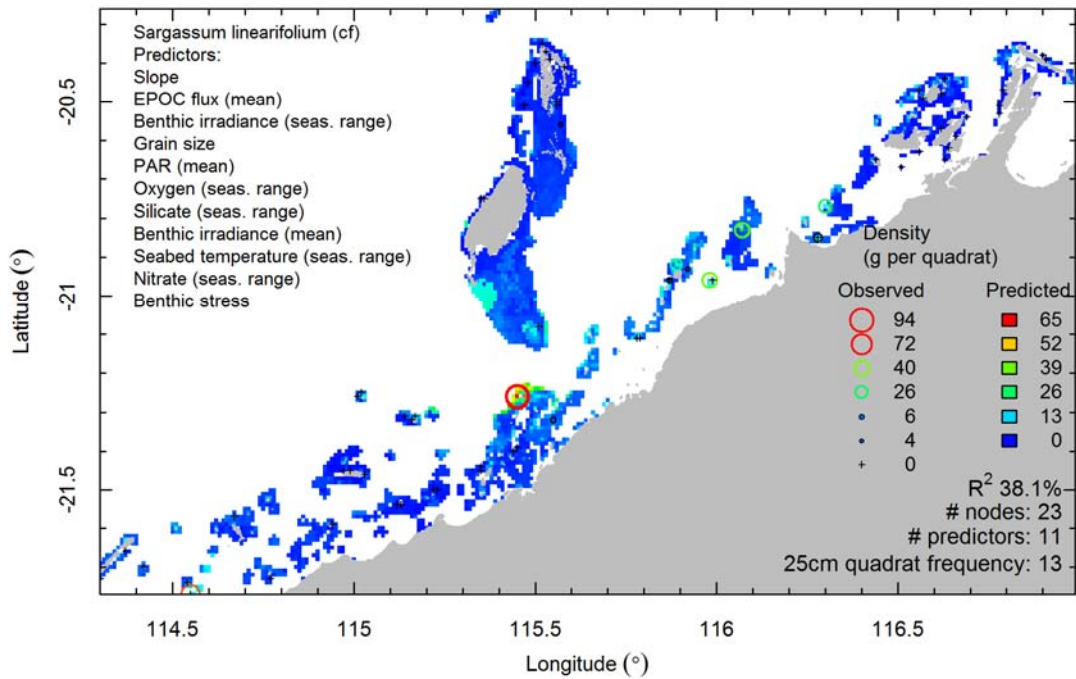 Sargassum linearifolium (cf)
Predictors:
Slope
EPOC flux (mean)
Benthic irradiance (seas. range)
Grain size
PAR (mean)
Oxygen (seas. range)
Silicate (seas. range)
Benthic irradiance (mean)
Seabed temperature (seas. range)
Nitrate (seas. range)
Benthic stress
Density
(g per quadrat)
Observed Predicted
94 65
72 52
40 39
26 26
6 13
4 0
0
R² 38.1%
# nodes: 23
# predictors: 11
25cm quadrat frequency: 13
Latitude (°)
-20.5
-21
-21.5
114.5 115 115.5 116 116.5
Longitude (°)